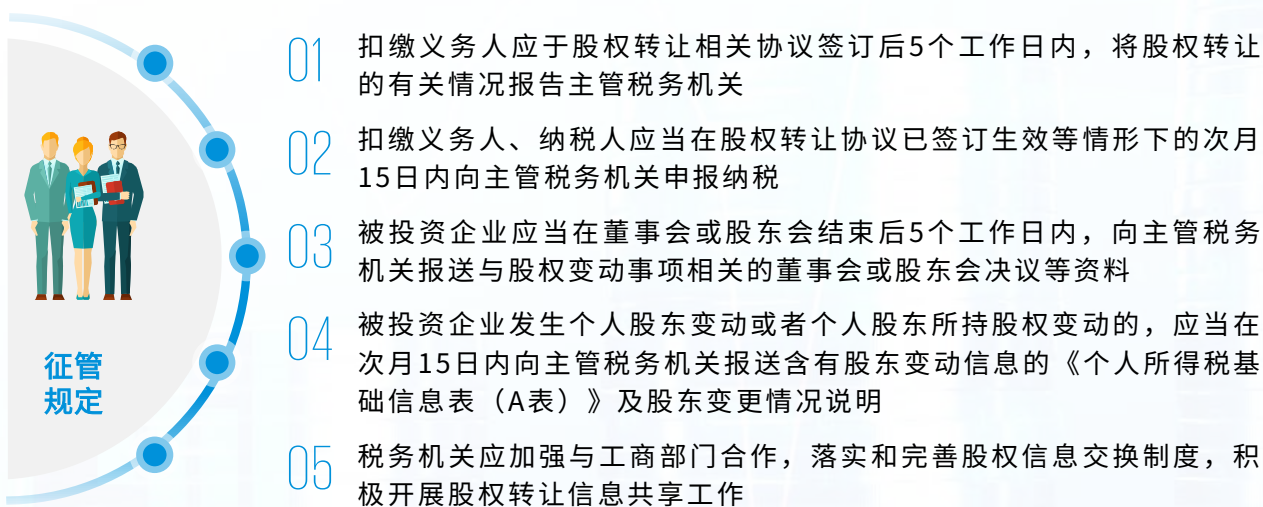 征管
规定
01
扣缴义务人应于股权转让相关协议签订后5个工作日内，将股权转让
的有关情况报告主管税务机关
02
扣缴义务人、纳税人应当在股权转让协议已签订生效等情形下的次月
15日内向主管税务机关申报纳税
03
被投资企业应当在董事会或股东会结束后5个工作日内，向主管税务
机关报送与股权变动事项相关的董事会或股东会决议等资料
04
被投资企业发生个人股东变动或者个人股东所持股权变动的，应当在
次月15日内向主管税务机关报送含有股东变动信息的《个人所得税基
础信息表（A表）》及股东变更情况说明
05
税务机关应加强与工商部门合作，落实和完善股权信息交换制度，积
极开展股权转让信息共享工作